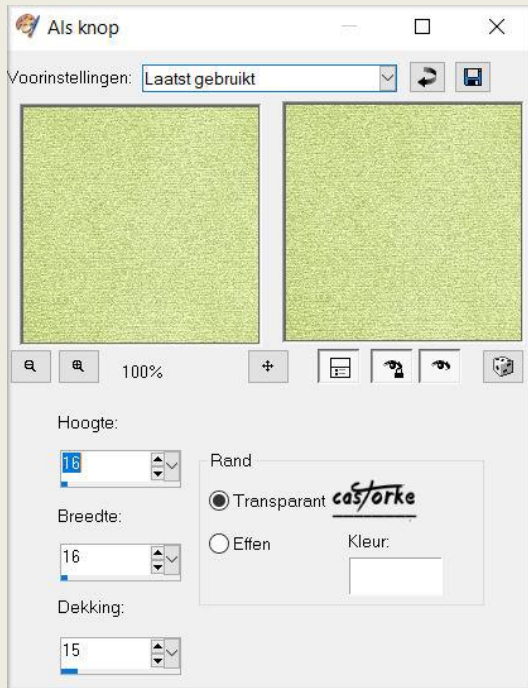 Als knop
Voorinstellingen: Laatst gebruikt
100%
Hoogte:
16
Rand
Transparant castorke
Breedte:
Effen
Kleur:
16
Dekking:
15